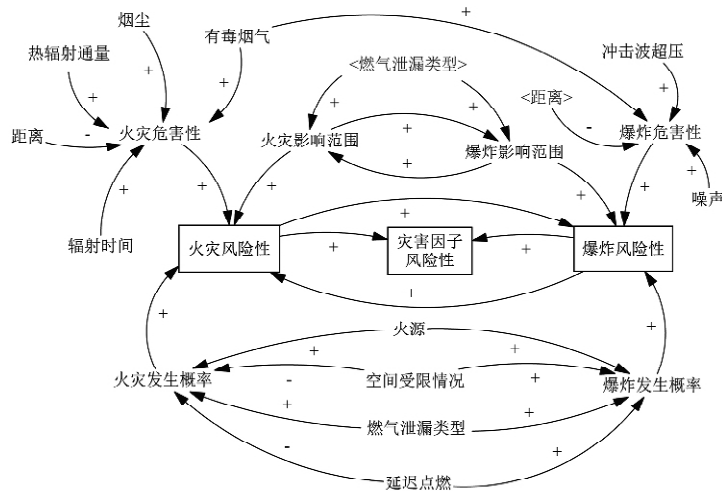 烟尘
+
有毒烟气
热辐射通量
冲击波超压
<燃气泄漏类型>
+
+
+
+
+
+
<距离>
距离
-
火灾危害性
火灾影响范围
+
爆炸影响范围
-
爆炸危害性
+
+
噪声
+
+
+
+
+
辐射时间
+
火灾风险性
+
灾害因子
风险性
+
爆炸风险性
+
+
火源
+
+
+
火灾发生概率
-
空间受限情况
+
爆炸发生概率
+
燃气泄漏类型
+
-
+
延迟点燃